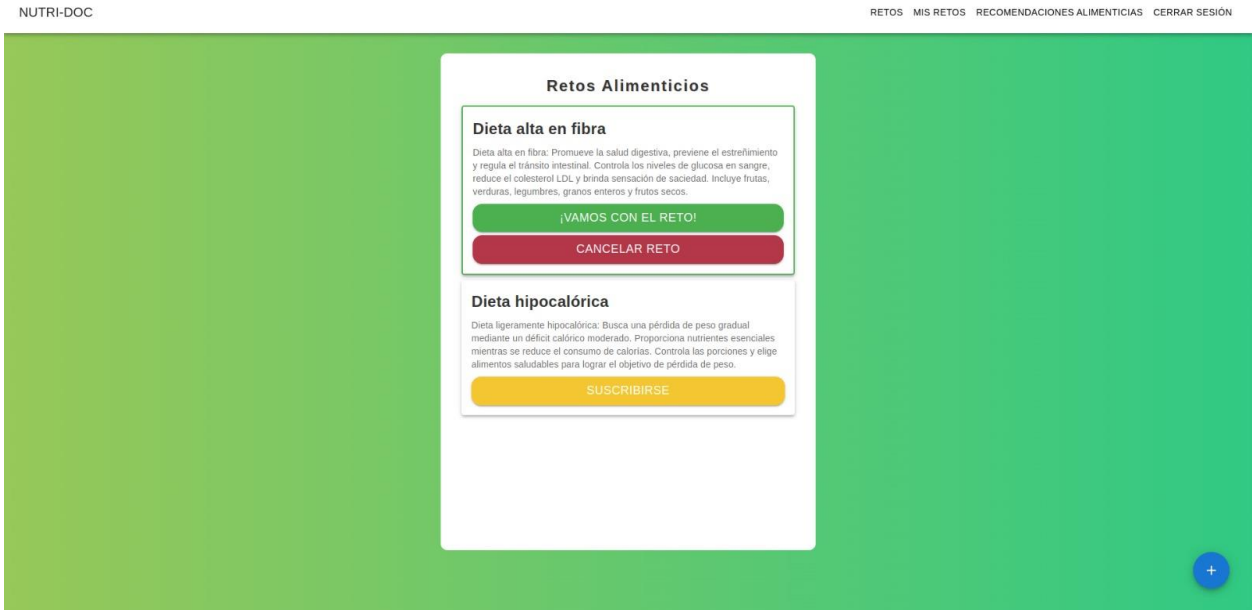 NUTRI-DOC
RETOS MIS RETOS RECOMENDACIONES ALIMENTICIAS CERRAR SESIÓN
Retos Alimenticios
Dieta alta en fibra
Dieta alta en fibra: Promueve la salud digestiva, previene el estreñimiento
y regula el tránsito intestinal. Controla los niveles de glucosa en sangre,
reduce el colesterol LDL y brinda sensación de saciedad. Incluye frutas,
verduras, legumbres, granos enteros y frutos secos.
¡VAMOS CON EL RETO!
CANCELAR RETO
Dieta hipocalórica
Dieta ligeramente hipocalórica: Busca una pérdida de peso gradual
mediante un déficit calórico moderado. Proporciona nutrientes esenciales
mientras se reduce el consumo de calorías. Controla las porciones y elige
alimentos saludables para lograr el objetivo de pérdida de peso.
SUSCRIBIRSE
+